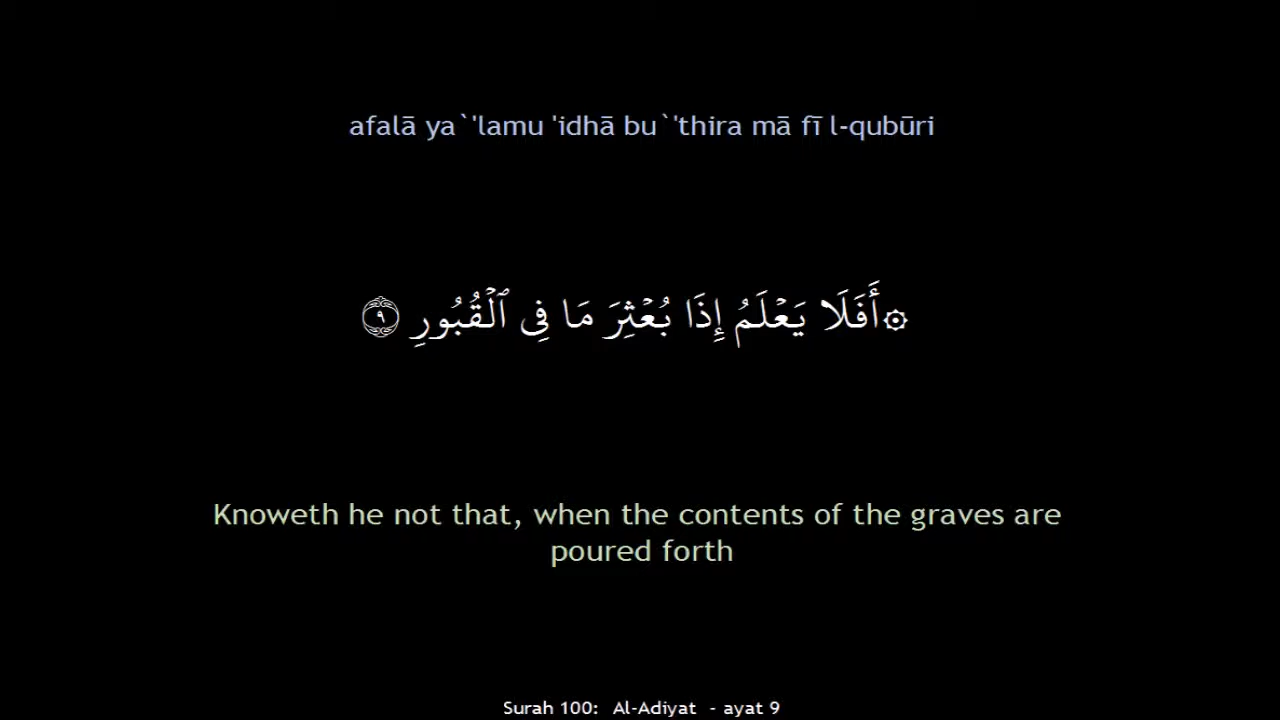 afalā ya`'lamu 'idhā bu`'thira mā fī l-qubūri
۞أَفَلَا يَعْلَمُ إِذَا بُعْثِرَ مَا فِى ٱلْقُبُورِ ٩
Knoweth he not that, when the contents of the graves are
poured forth
Surah 100: Al-Adiyat - ayat 9